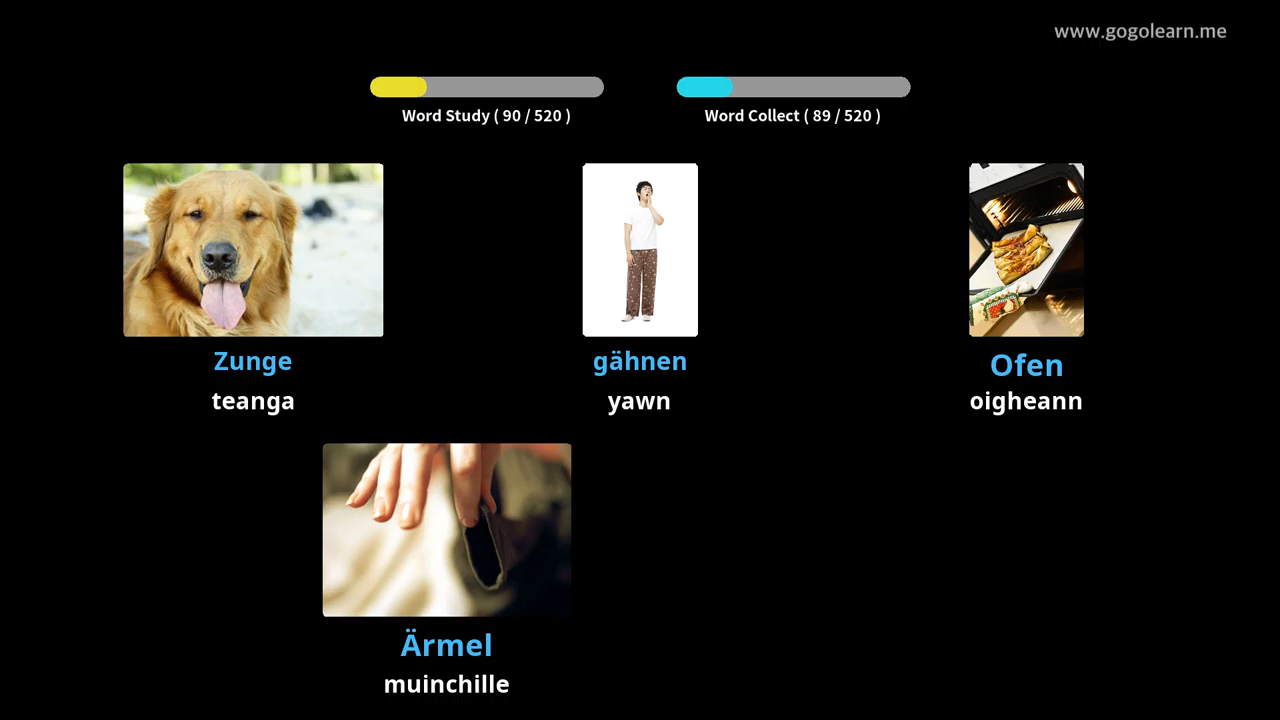 www.gogolearn.me
Word Study ( 90 / 520 )
Word Collect ( 89 / 520 )
Zunge
teanga
gähnen
yawn
Ofen
oigheann
Ärmel
muinchille